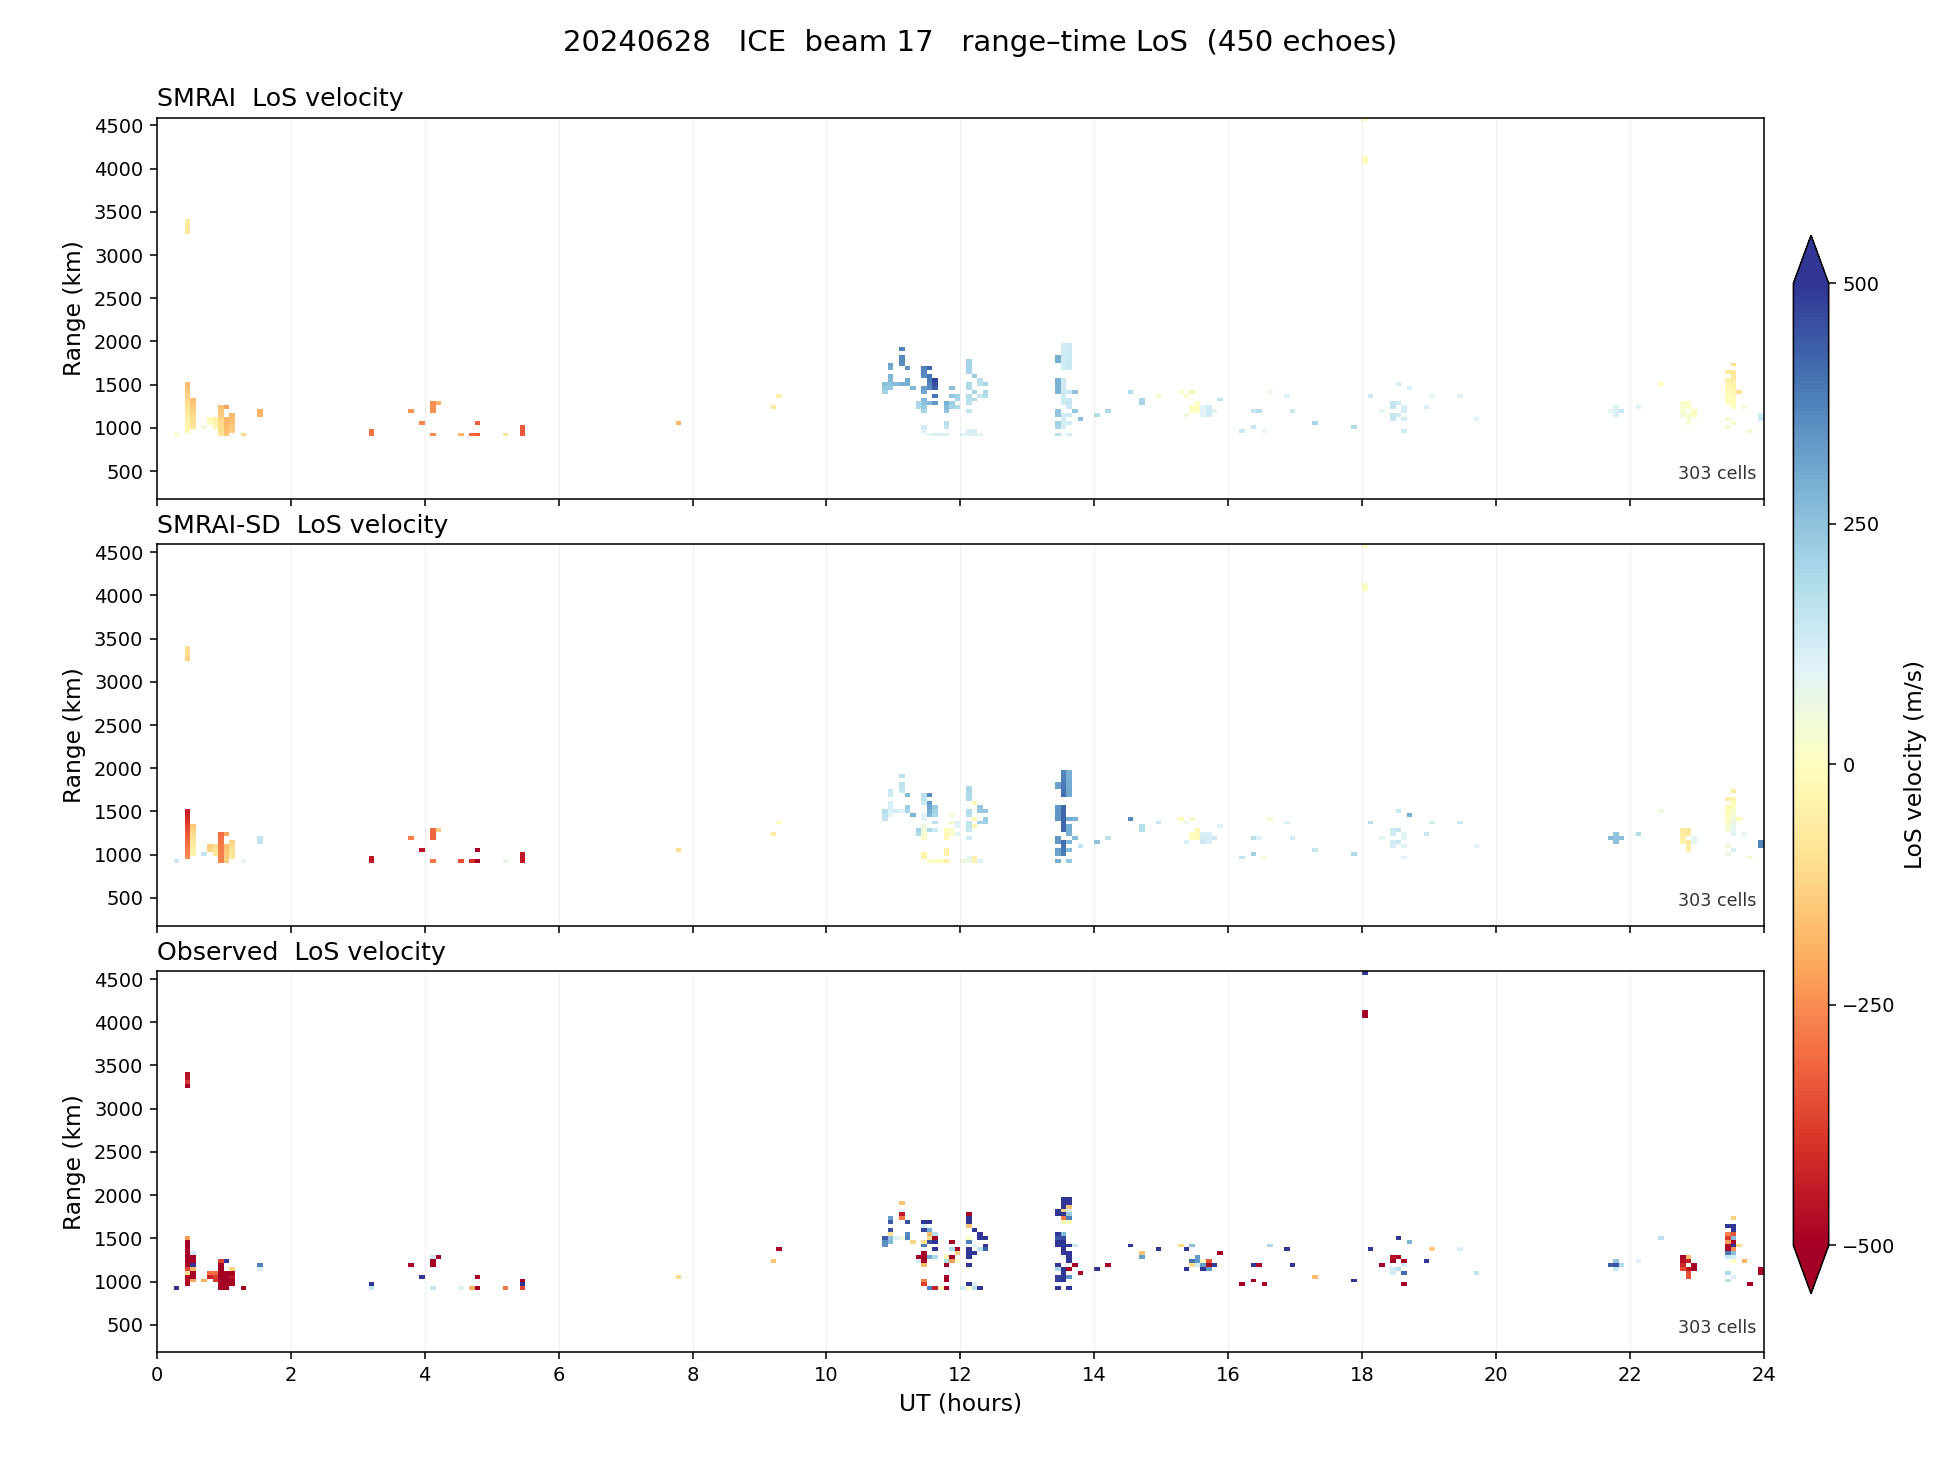 20240628   ICE  beam 17   range–time LoS  (450 echoes)
SMRAI  LoS velocity
4500
4000
3500
3000
2500
2000
1500
1000
500
Range (km)
303 cells
SMRAI-SD  LoS velocity
4500
4000
3500
3000
2500
2000
1500
1000
500
Range (km)
303 cells
Observed  LoS velocity
4500
4000
3500
3000
2500
2000
1500
1000
500
Range (km)
303 cells
0 2 4 6 8 10 12 14 16 18 20 22 24
UT (hours)
500
250
0
−250
−500
LoS velocity (m/s)